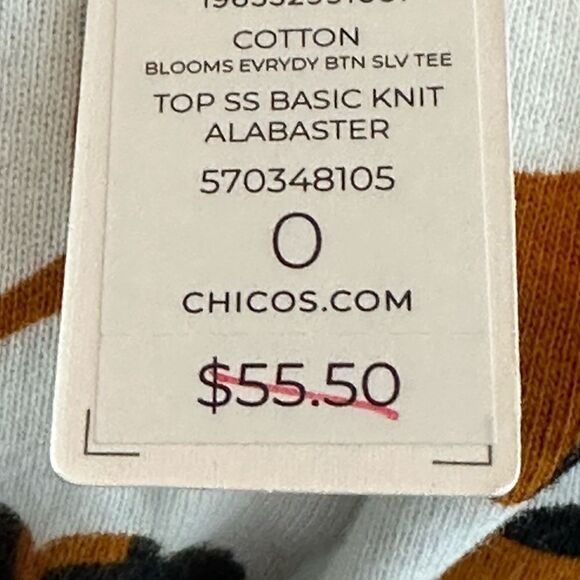 COTTON
BLOOMS EVRYDY BTN SLV TEE
TOP SS BASIC KNIT
ALABASTER
570348105
0
CHICOS.COM
$55.50